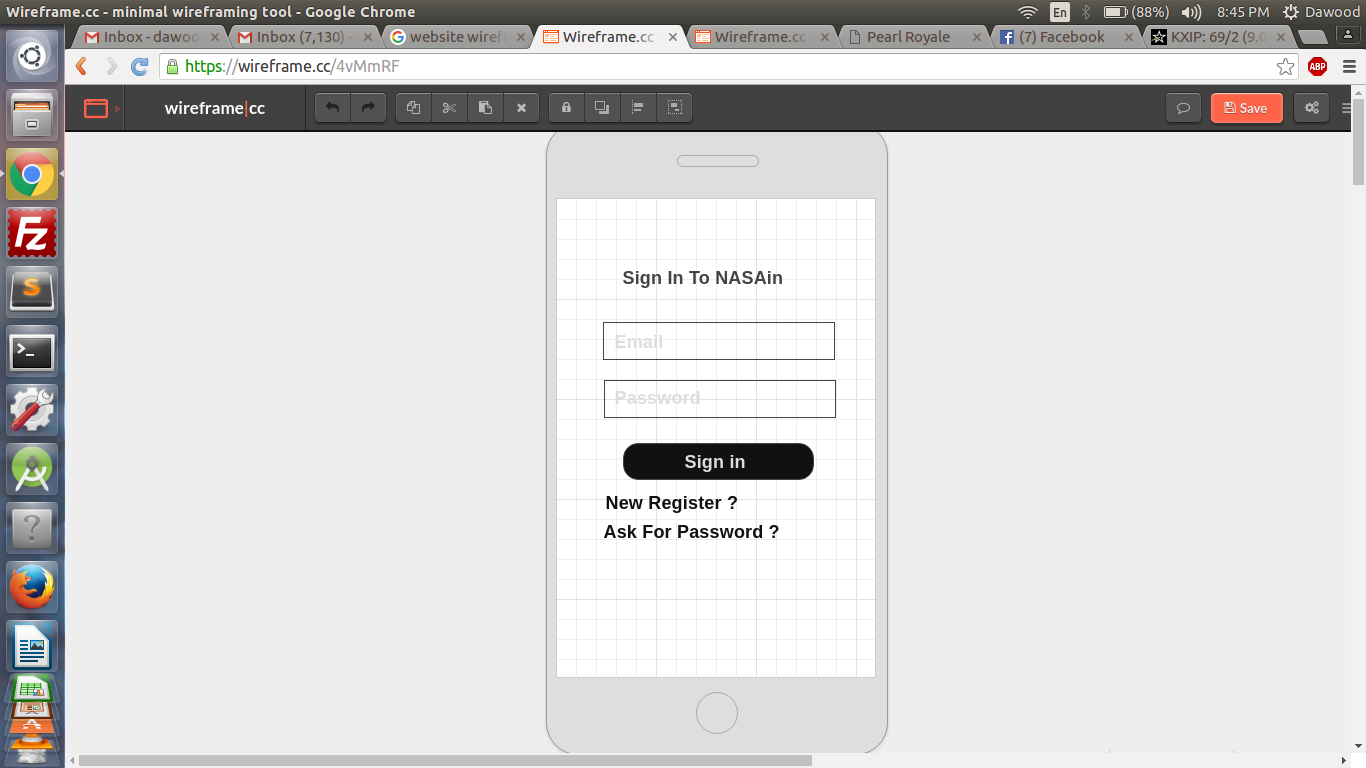 Wireframe.cc - minimal wireframing tool - Google Chrome
En
(88%)
8:45 PM
Dawood
Inbox - dawoo
Inbox (7,130) -
website wiref
Wireframe.cc -
Wireframe.cc
Pearl Royale
(7) Facebook
KXIP: 69/2 (9.0
https://wireframe.cc/4vMmRF
ABP
wireframe|cc
Save
Fz
S
Sign In To NASAin
Email
Password
Sign in
New Register ?
Ask For Password ?